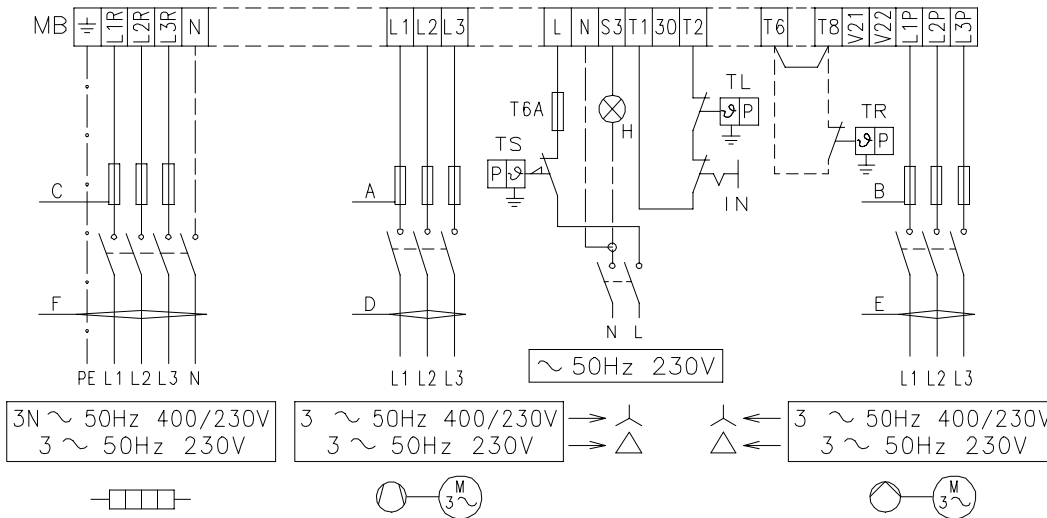 MB ⏚ L1R L2R L3R N L1 L2 L3 L N S3 T1 30 T2 T6 T8 V21 V22 L1P L2P L3P
T6A H TL ϑ P TR ϑ P
TS P ϑ
C A IN B
F D E
N L
PE L1 L2 L3 N L1 L2 L3 L1 L2 L3
~ 50Hz 230V
3N ~ 50Hz 400/230V
3 ~ 50Hz 230V
3 ~ 50Hz 400/230V
3 ~ 50Hz 230V
3 ~ 50Hz 400/230V
3 ~ 50Hz 230V
M 3~
M 3~